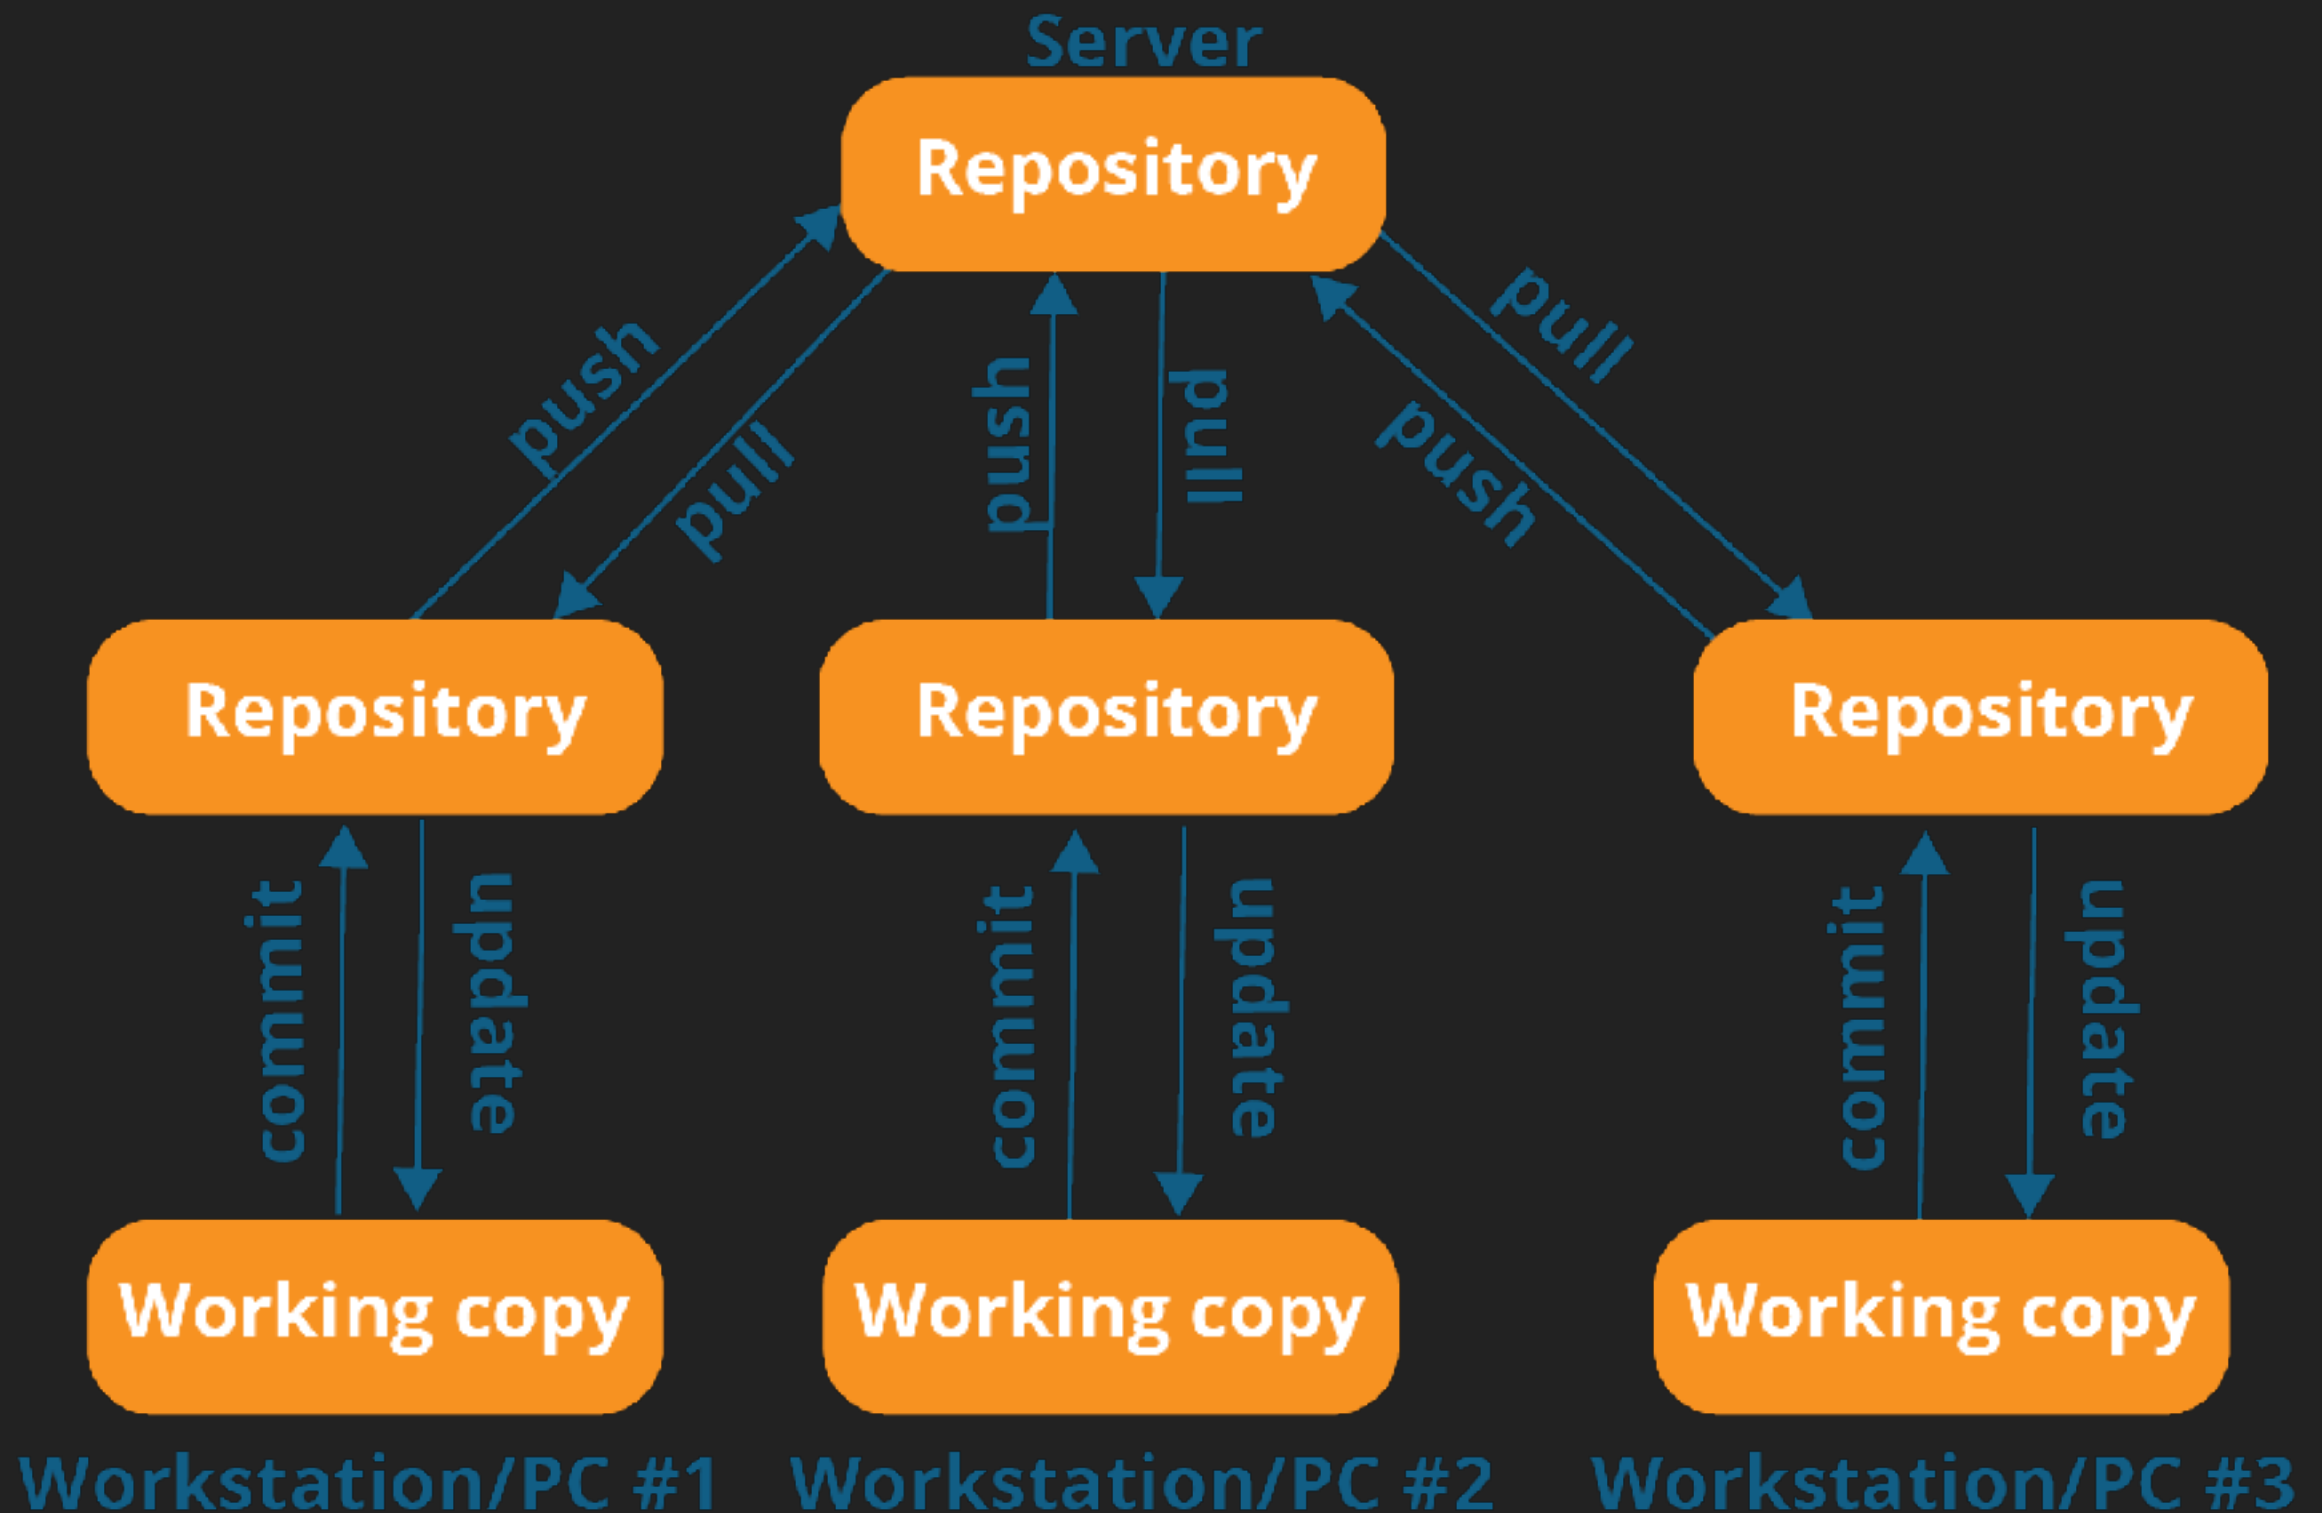 Server
Repository
push
pull
push
pull
push
pull
Repository
Repository
Repository
commit
update
commit
update
commit
update
Working copy
Working copy
Working copy
Workstation/PC #1
Workstation/PC #2
Workstation/PC #3